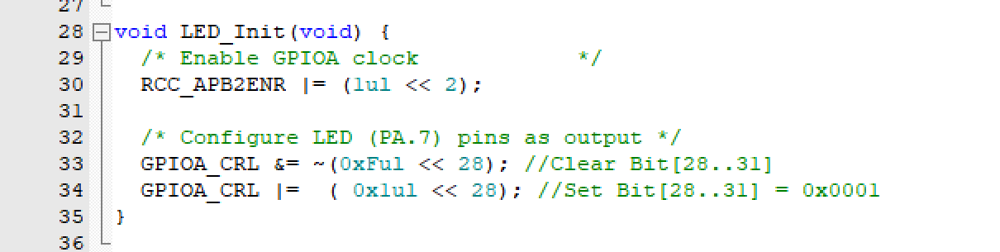 27
28 void LED_Init(void) {
29 /* Enable GPIOA clock */
30 RCC_APB2ENR |= (1ul << 2);
31
32 /* Configure LED (PA.7) pins as output */
33 GPIOA_CRL &= ~(0xFul << 28); //Clear Bit[28..31]
34 GPIOA_CRL |= ( 0x1ul << 28); //Set Bit[28..31] = 0x0001
35 }
36